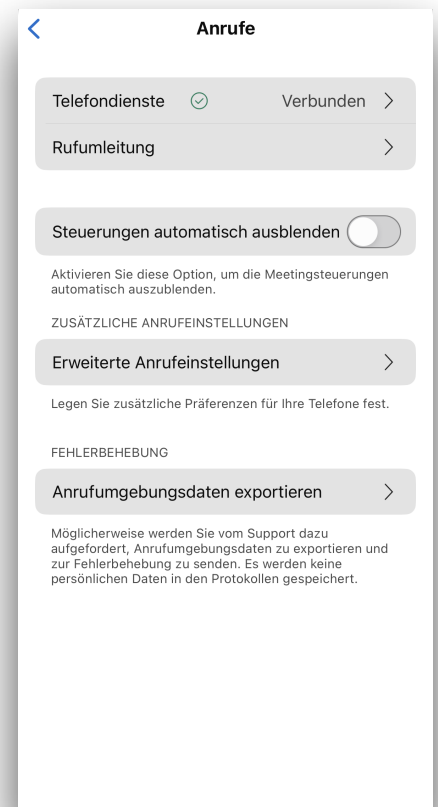 Anrufe
Telefondienste Verbunden
Rufumleitung
Steuerungen automatisch ausblenden
Aktivieren Sie diese Option, um die Meetingsteuerungen
automatisch auszublenden.
ZUSÄTZLICHE ANRUFEINSTELLUNGEN
Erweiterte Anrufeinstellungen
Legen Sie zusätzliche Präferenzen für Ihre Telefone fest.
FEHLERBEHEBUNG
Anrufumgebungsdaten exportieren
Möglicherweise werden Sie vom Support dazu
aufgefordert, Anrufumgebungsdaten zu exportieren und
zur Fehlerbehebung zu senden. Es werden keine
persönlichen Daten in den Protokollen gespeichert.